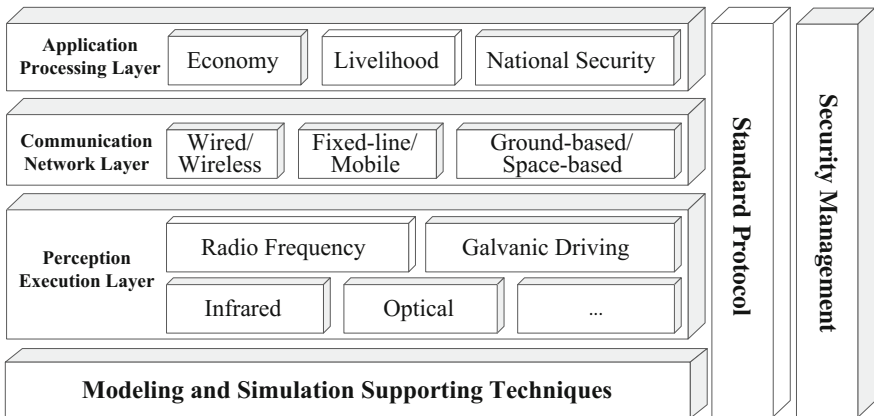 Application
Processing Layer
Economy
Livelihood
National Security
Communication
Network Layer
Wired/
Wireless
Fixed-line/
Mobile
Ground-based/
Space-based
Perception
Execution Layer
Radio Frequency
Galvanic Driving
Infrared
Optical
...
Modeling and Simulation Supporting Techniques
Standard Protocol
Security Management